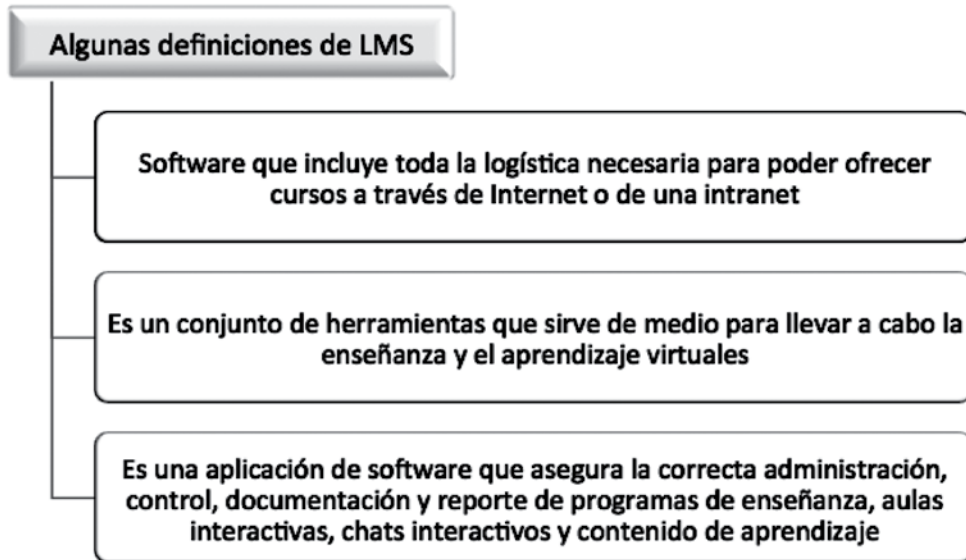 Algunas definiciones de LMS
Software que incluye toda la logística necesaria para poder ofrecer
cursos a través de Internet o de una intranet
Es un conjunto de herramientas que sirve de medio para llevar a cabo la
enseñanza y el aprendizaje virtuales
Es una aplicación de software que asegura la correcta administración,
control, documentación y reporte de programas de enseñanza, aulas
interactivas, chats interactivos y contenido de aprendizaje